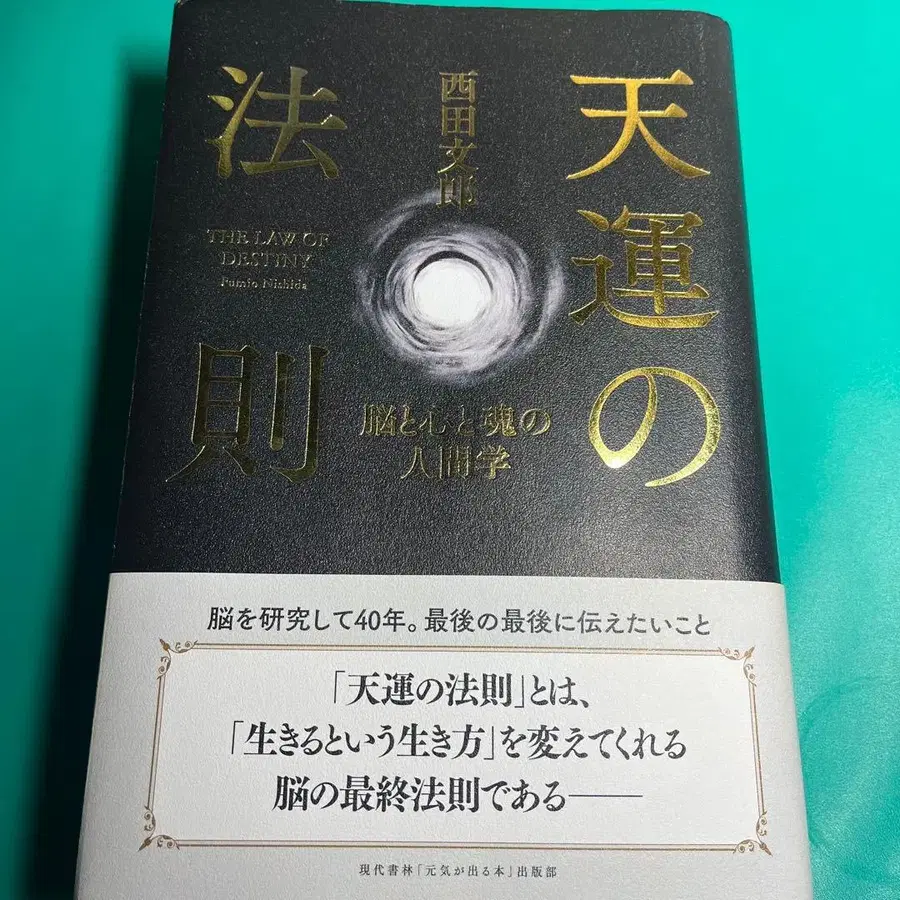 天運の
法則
西田文郎
THE LAW OF
DESTINY
Fumio Nishida
脳と心と魂の
人間学
脳を研究して40年。最後の最後に伝えたいこと
「天運の法則」とは、
「生きるという生き方」を変えてくれる
脳の最終法則である――
現代書林「元気が出る本」出版部